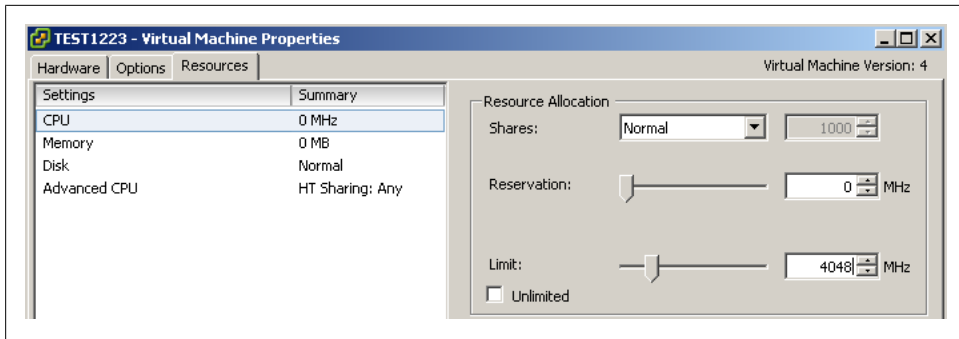 TEST1223 - Virtual Machine Properties
Hardware Options Resources
Virtual Machine Version: 4
Settings Summary
CPU 0 MHz
Memory 0 MB
Disk Normal
Advanced CPU HT Sharing: Any
Resource Allocation
Shares: Normal 1000
Reservation: 0 MHz
Limit: 4048 MHz
Unlimited